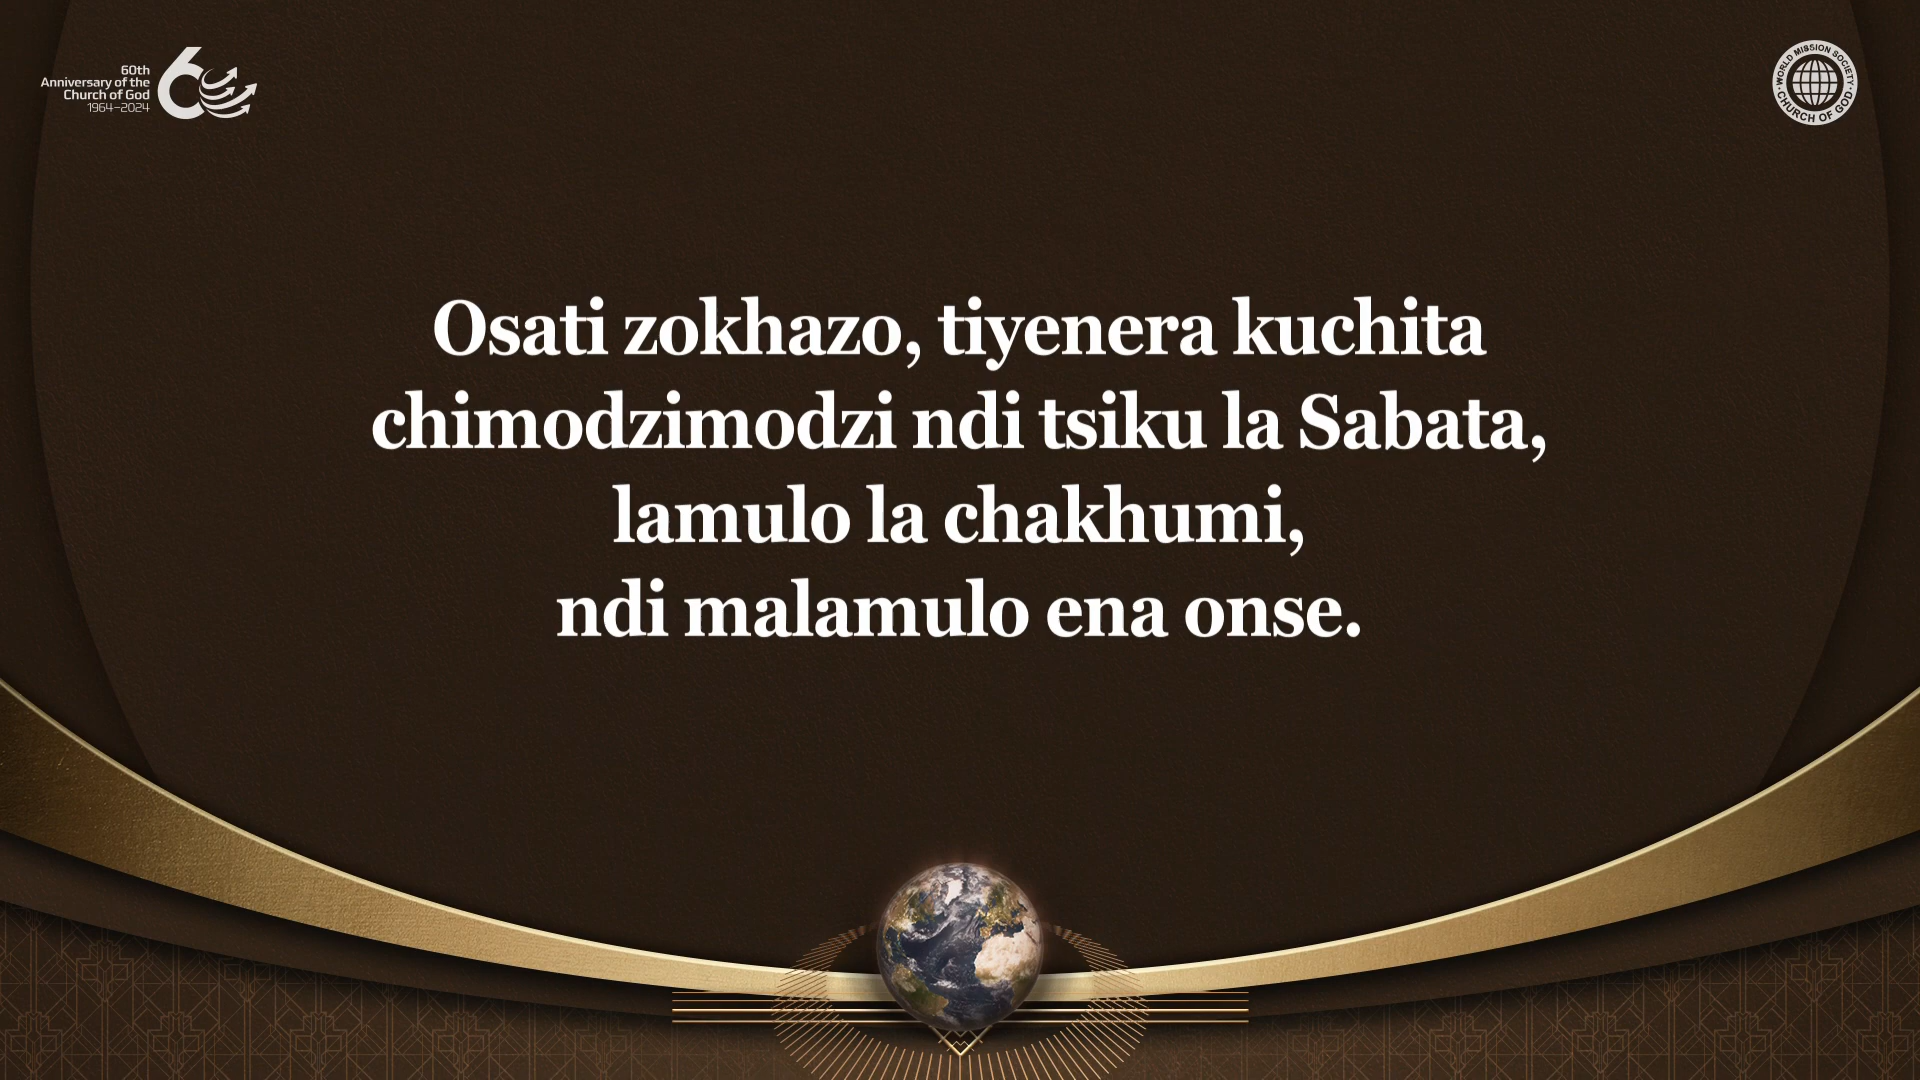 60th
Anniversary of the
Church of God
1964–2024
WORLD MISSION SOCIETY
CHURCH OF GOD
Osati zokhazo, tiyenera kuchita
chimodzimodzi ndi tsiku la Sabata,
lamulo la chakhumi,
ndi malamulo ena onse.